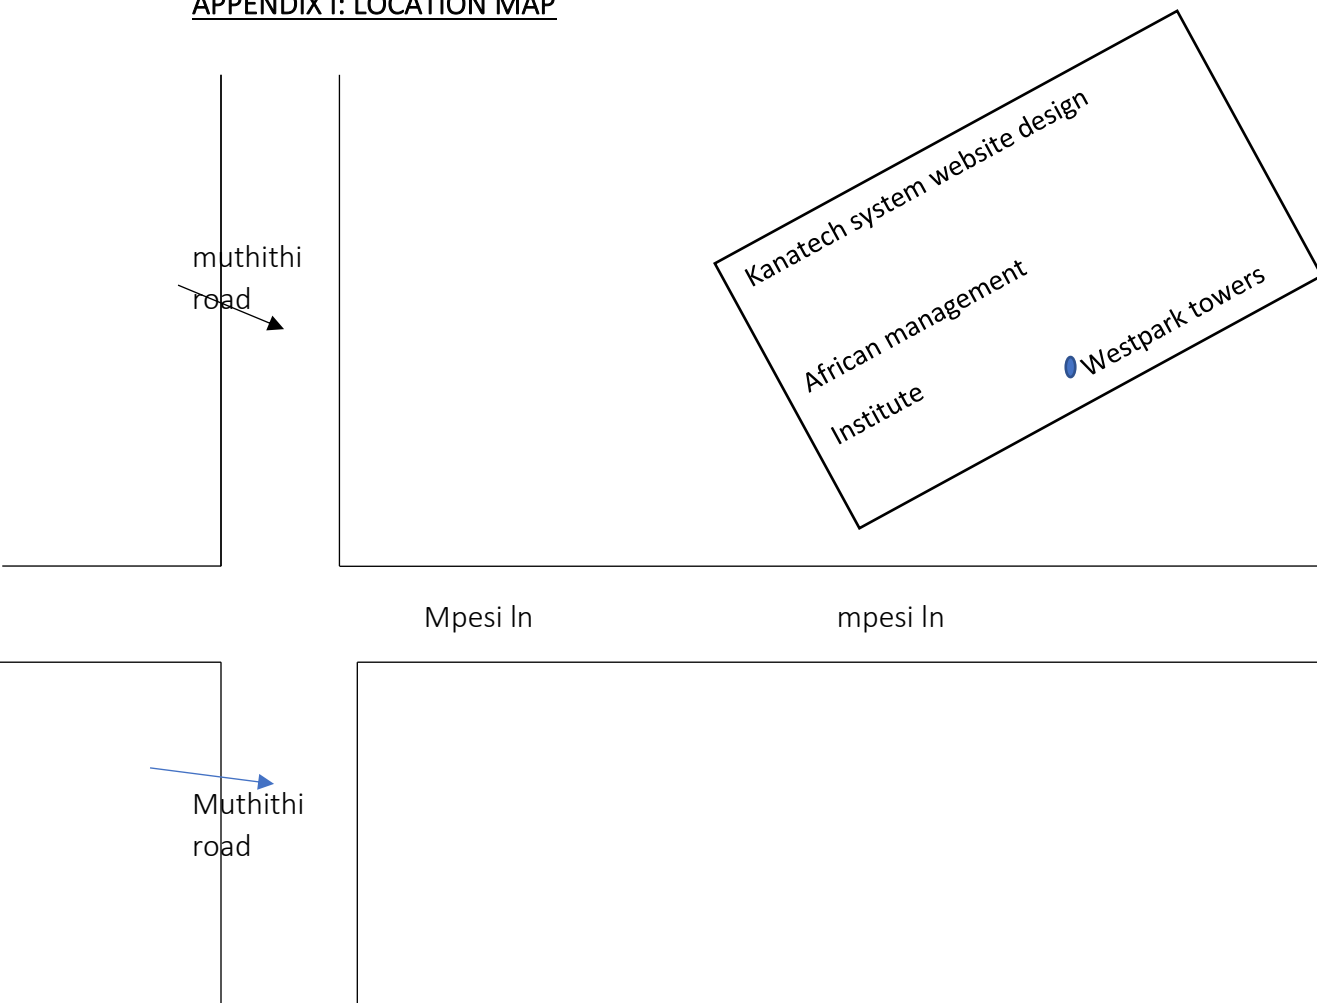 APPENDIX I: LOCATION MAP
Kanatech system website design
muthithi
road
African management
Institute
Westpark towers
Mpesi ln
mpesi ln
Muthithi
road